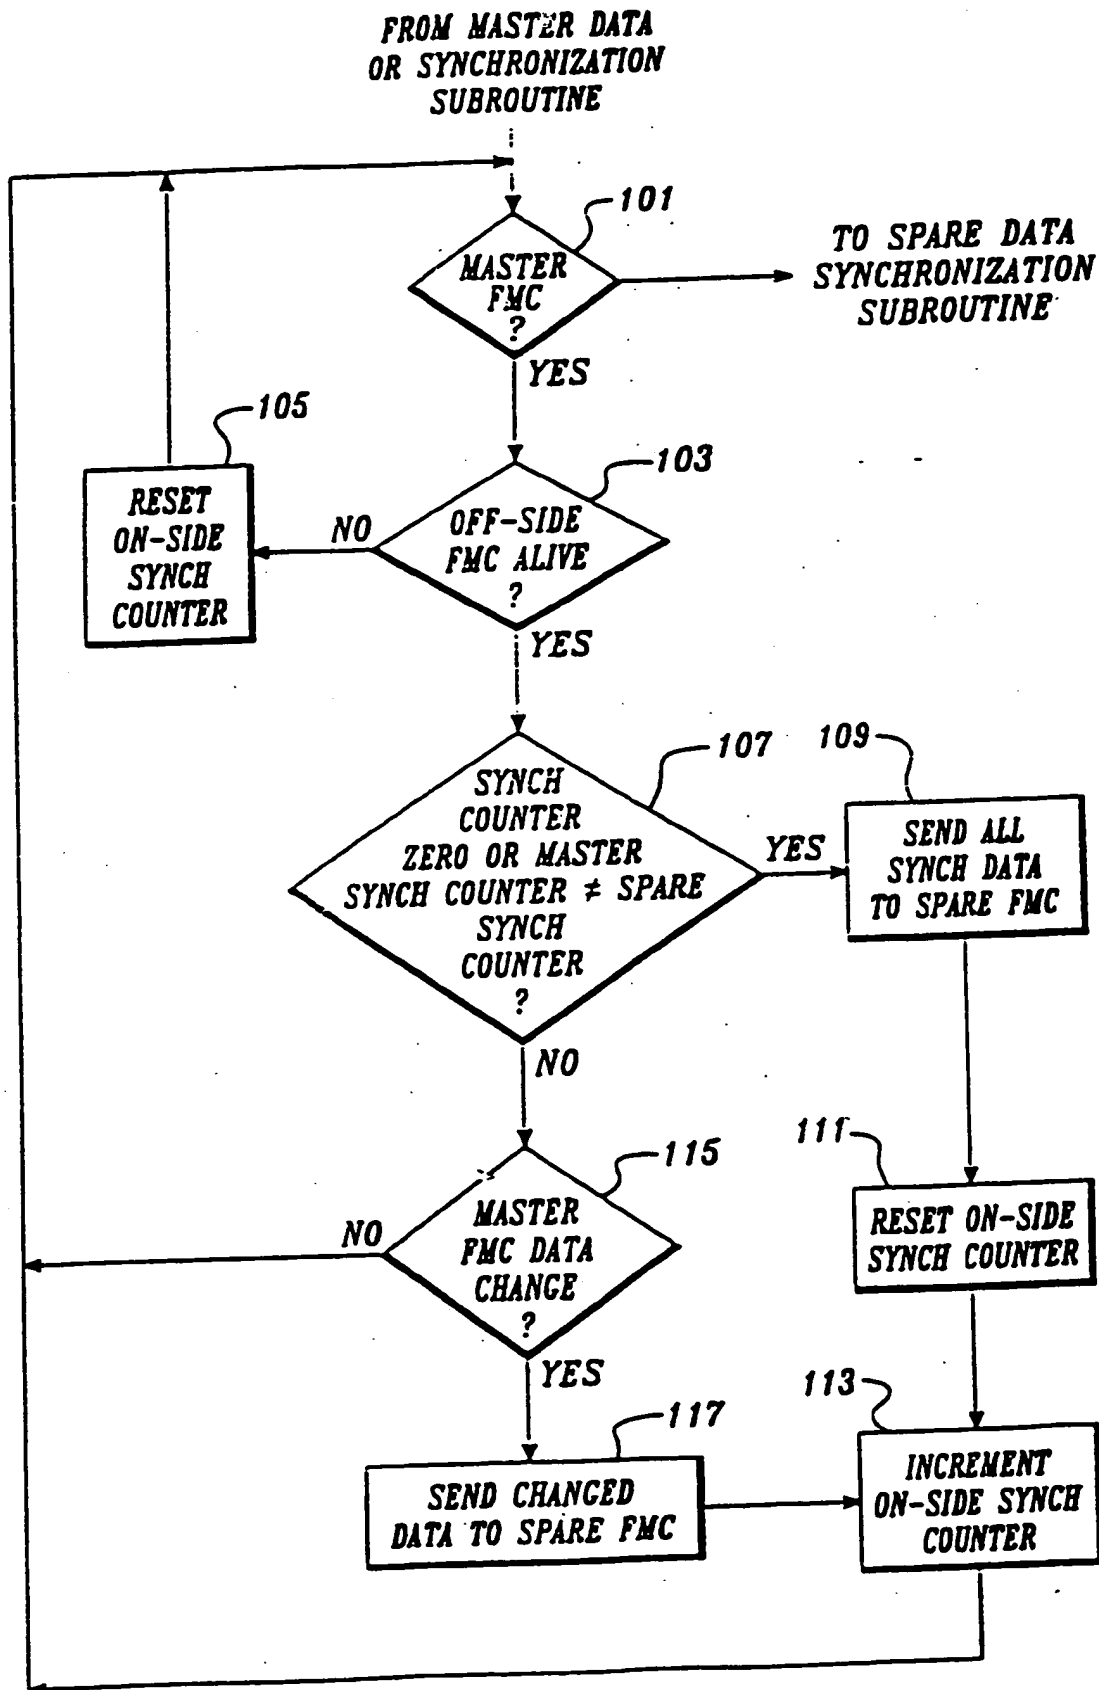 FROM MASTER DATA
OR SYNCHRONIZATION
SUBROUTINE
101
MASTER
FMC
?
TO SPARE DATA
SYNCHRONIZATION
SUBROUTINE
YES
105
RESET
ON-SIDE
SYNCH
COUNTER
NO
103
OFF-SIDE
FMC ALIVE
?
YES
107
SYNCH
COUNTER
ZERO OR MASTER
SYNCH COUNTER ≠ SPARE
SYNCH
COUNTER
?
YES
109
SEND ALL
SYNCH DATA
TO SPARE FMC
NO
111
RESET ON-SIDE
SYNCH COUNTER
115
MASTER
FMC DATA
CHANGE
?
NO
YES
117
SEND CHANGED
DATA TO SPARE FMC
113
INCREMENT
ON-SIDE SYNCH
COUNTER